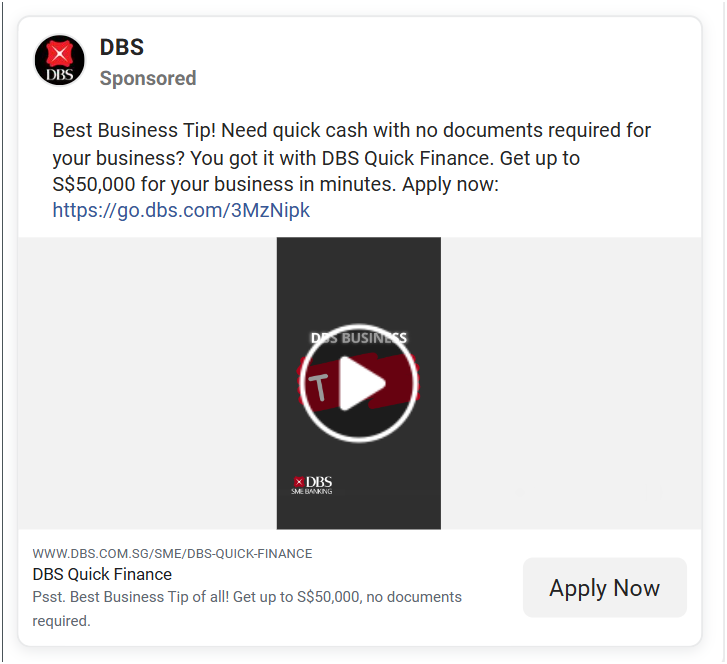 DBS
DBS
Sponsored
Best Business Tip! Need quick cash with no documents required for
your business? You got it with DBS Quick Finance. Get up to
S$50,000 for your business in minutes. Apply now:
https://go.dbs.com/3MzNipk
DBS BUSINESS
T
DBS
SME BANKING
WWW.DBS.COM.SG/SME/DBS-QUICK-FINANCE
DBS Quick Finance
Psst. Best Business Tip of all! Get up to S$50,000, no documents
required.
Apply Now